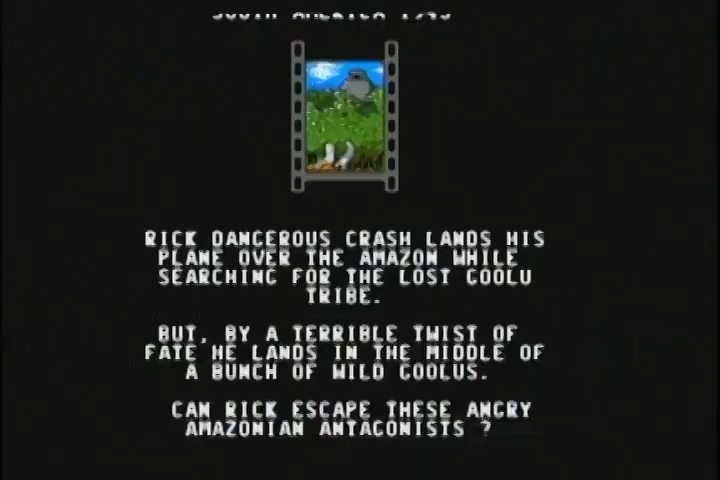 RICK DANGEROUS CRASH LANDS HIS
PLANE OVER THE AMAZON WHILE
SEARCHING FOR THE LOST GOOLU
TRIBE.
BUT, BY A TERRIBLE TWIST OF
FATE HE LANDS IN THE MIDDLE OF
A BUNCH OF WILD GOOLUS.
CAN RICK ESCAPE THESE ANGRY
AMAZONIAN ANTAGONISTS ?